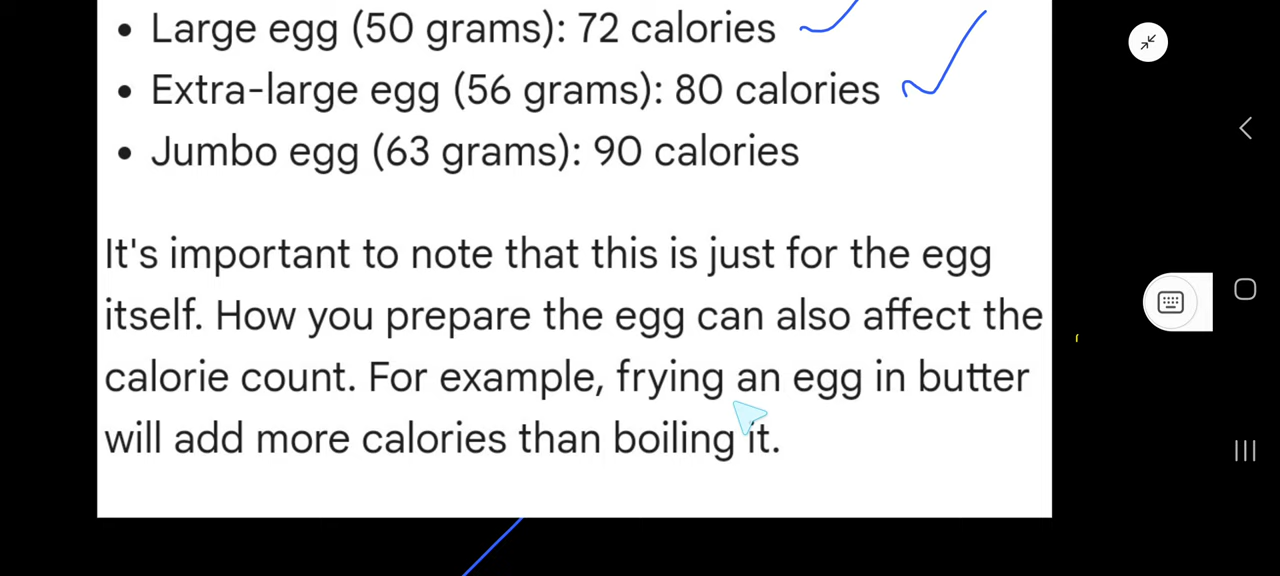 • Large egg (50 grams): 72 calories
• Extra-large egg (56 grams): 80 calories
• Jumbo egg (63 grams): 90 calories
It's important to note that this is just for the egg
itself. How you prepare the egg can also affect the
calorie count. For example, frying an egg in butter
will add more calories than boiling it.